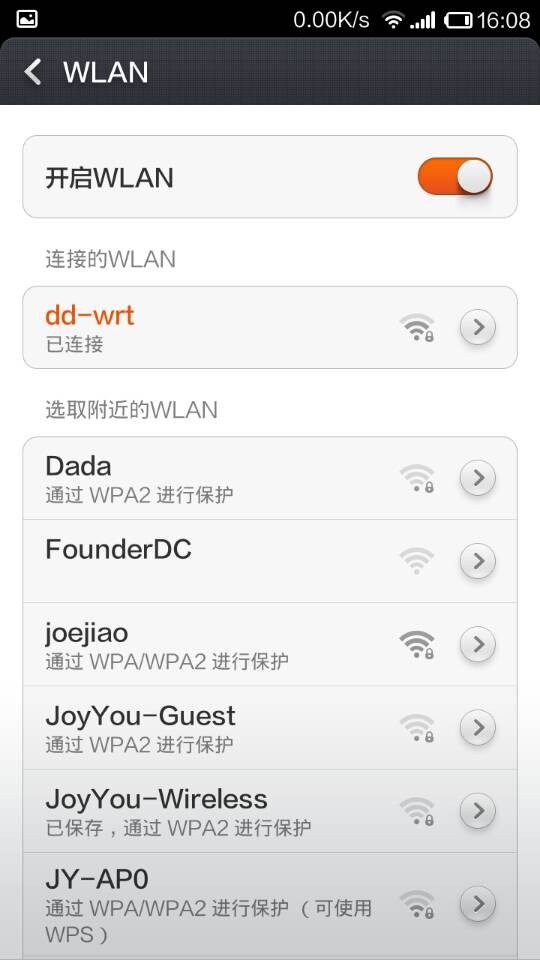 0.00K/s 16:08
WLAN
开启WLAN
连接的WLAN
dd-wrt
已连接
选取附近的WLAN
Dada
通过 WPA2 进行保护
FounderDC
joejiao
通过 WPA/WPA2 进行保护
JoyYou-Guest
通过 WPA2 进行保护
JoyYou-Wireless
已保存，通过 WPA2 进行保护
JY-AP0
通过 WPA/WPA2 进行保护 （可使用
WPS）